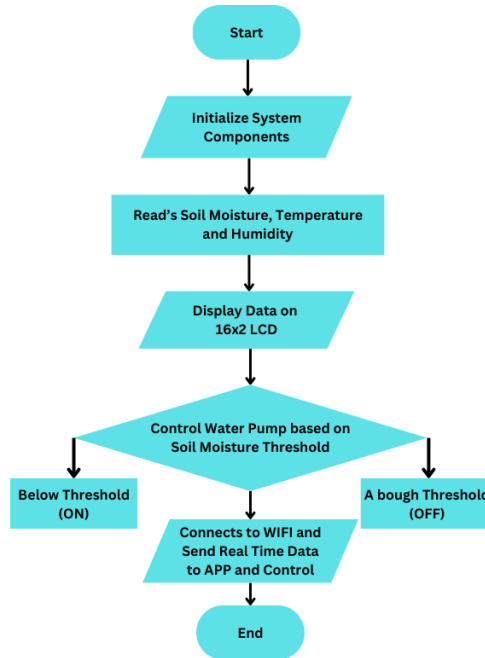 Start
Initialize System
Components
Read's Soil Moisture, Temperature
and Humidity
Display Data on
16x2 LCD
Control Water Pump based on
Soil Moisture Threshold
Below Threshold
(ON)
A bough Threshold
(OFF)
Connects to WIFI and
Send Real Time Data
to APP and Control
End